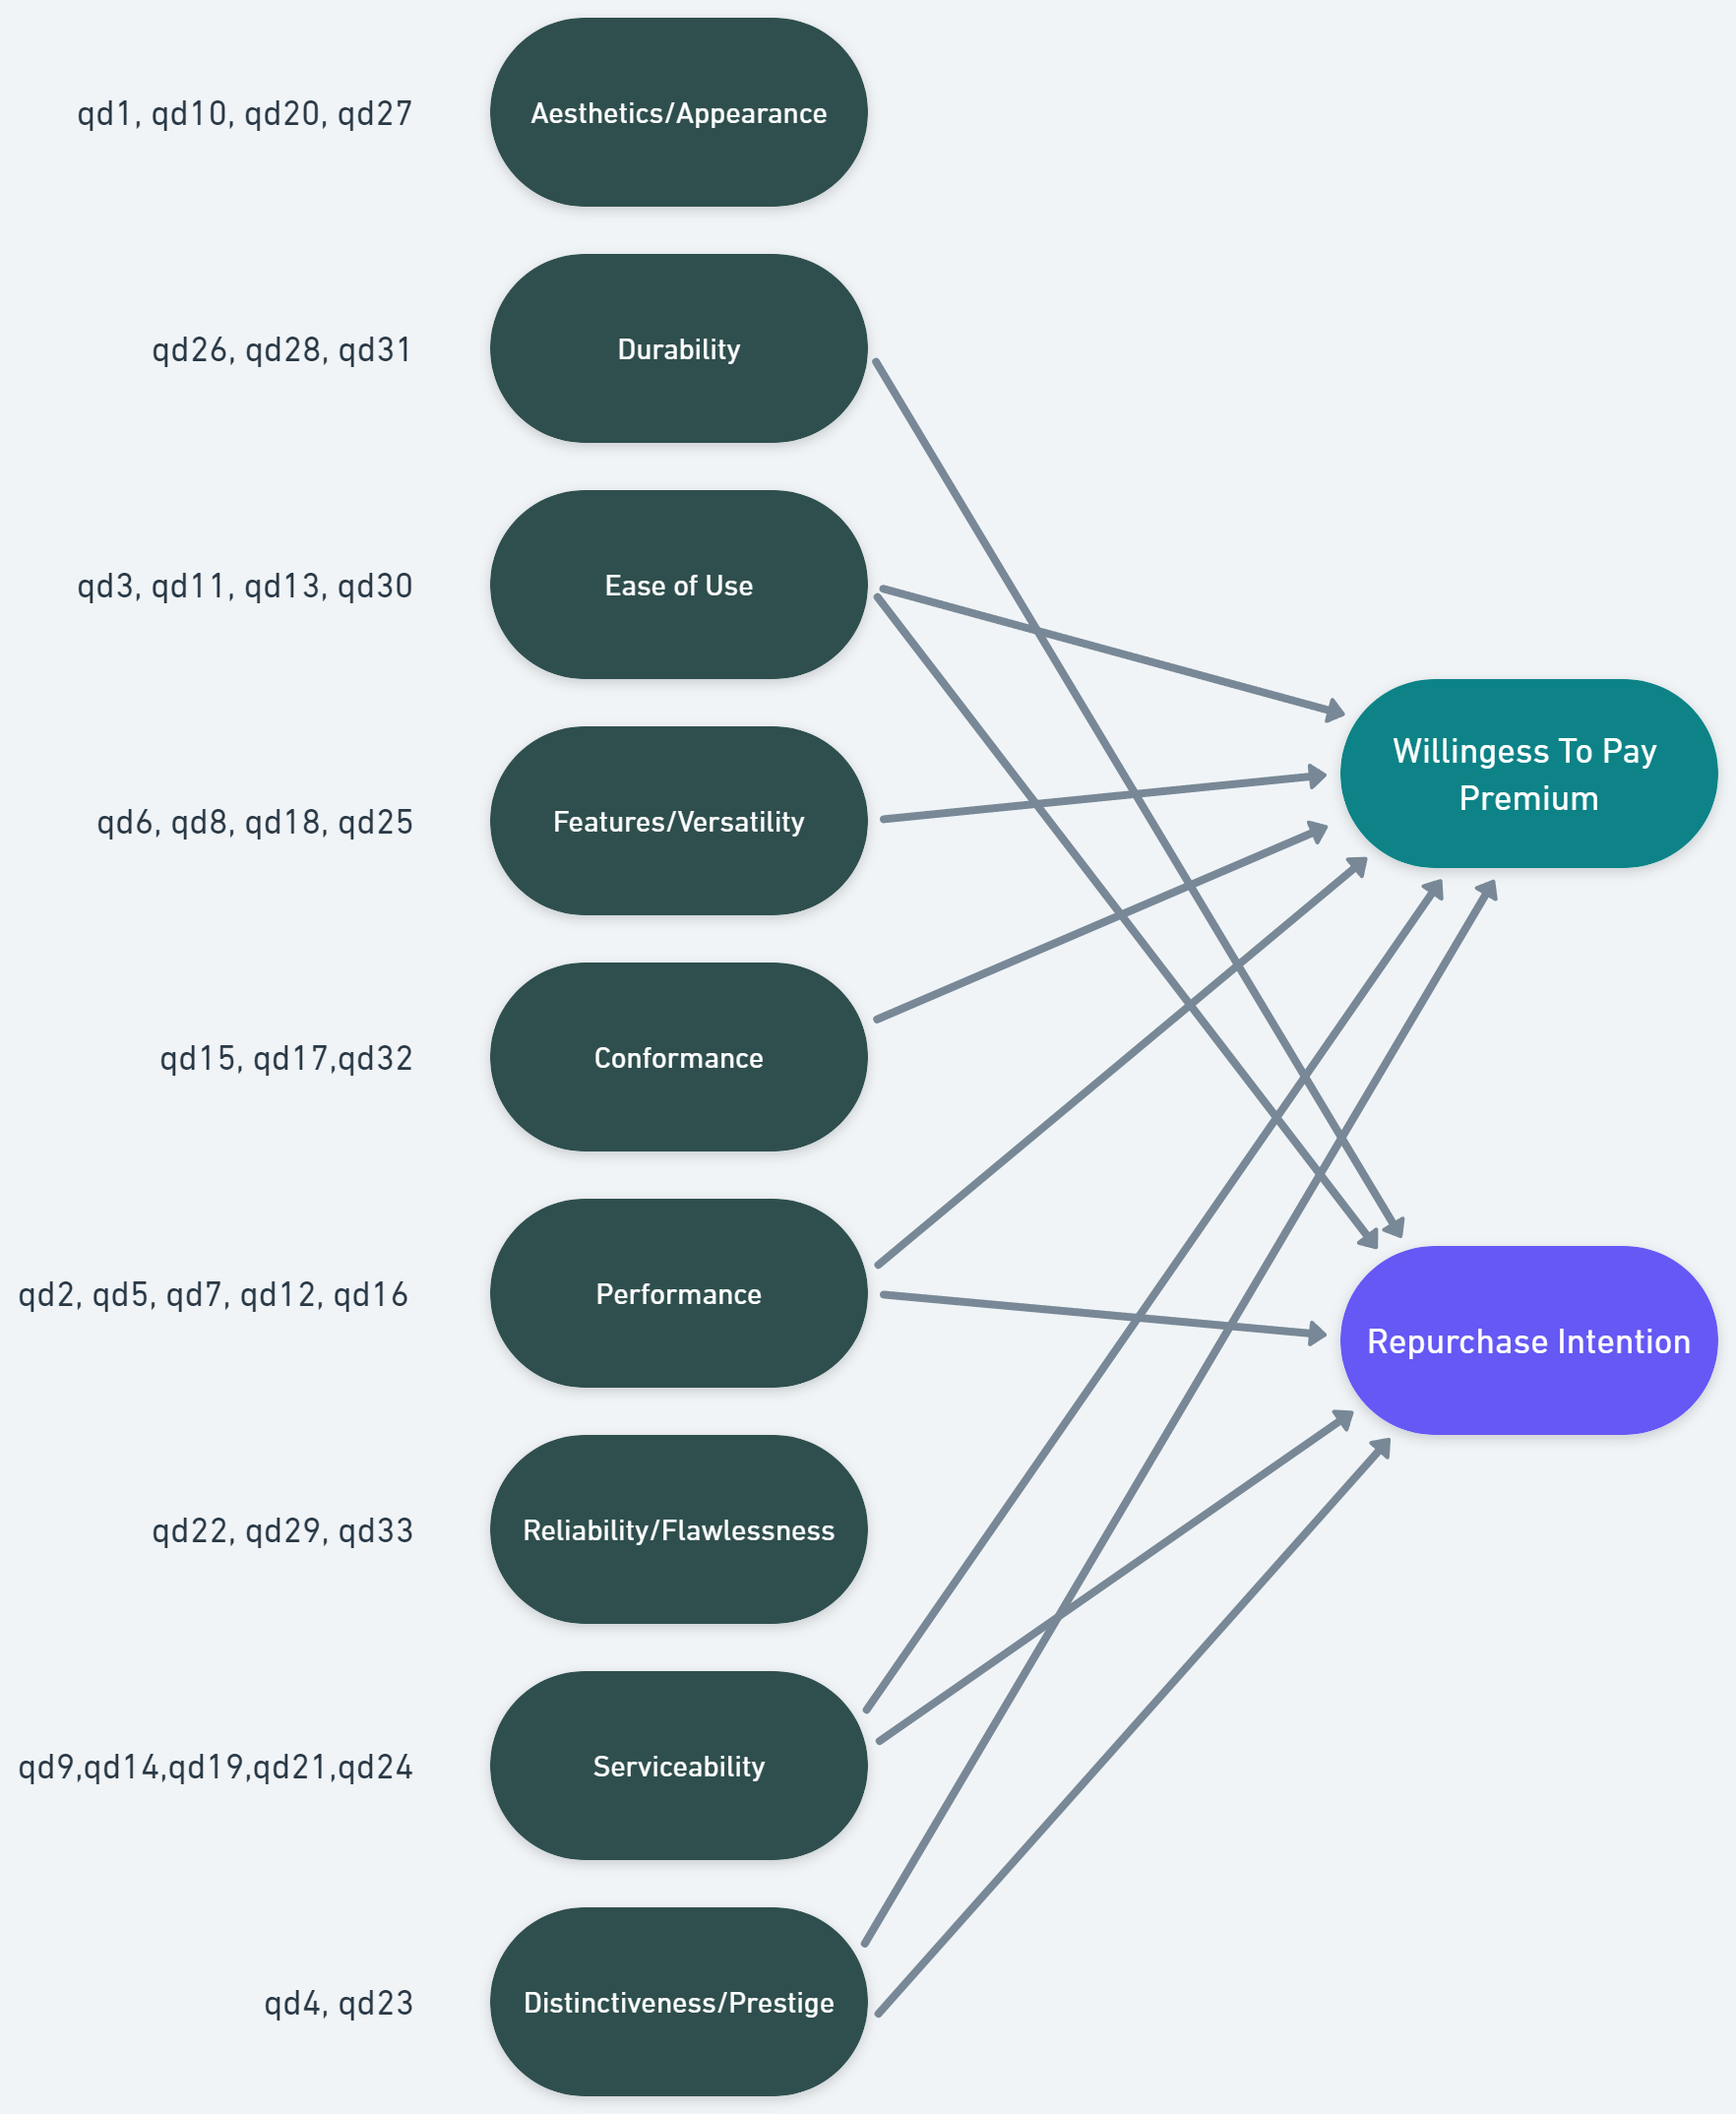 qd1, qd10, qd20, qd27
Aesthetics/Appearance
qd26, qd28, qd31
Durability
qd3, qd11, qd13, qd30
Ease of Use
Willingess To Pay
Premium
qd6, qd8, qd18, qd25
Features/Versatility
qd15, qd17,qd32
Conformance
qd2, qd5, qd7, qd12, qd16
Performance
Repurchase Intention
qd22, qd29, qd33
Reliability/Flawlessness
qd9,qd14,qd19,qd21,qd24
Serviceability
qd4, qd23
Distinctiveness/Prestige